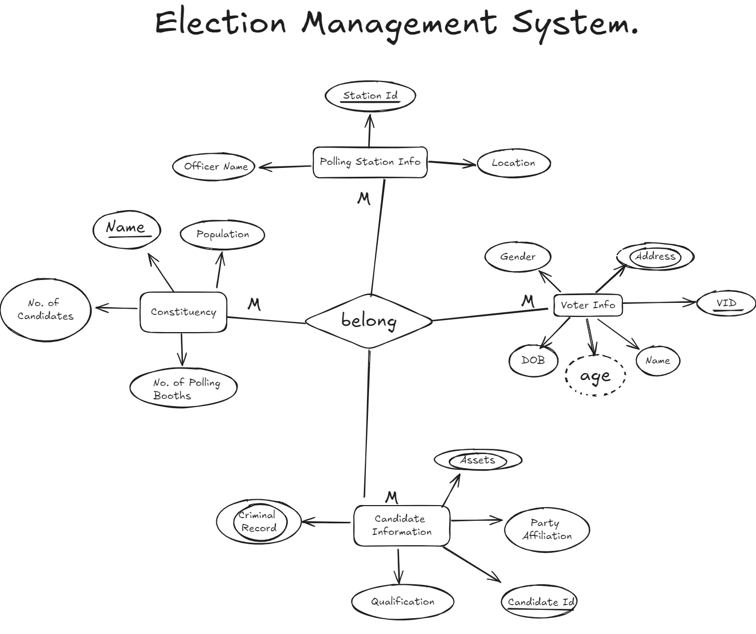 Election Management System.
Station Id
Officer Name
Polling Station Info
Location
M
Name
Population
Gender
Address
No. of
Candidates
Constituency
M
belong
M
Voter Info
VID
No. of Polling
Booths
DOB
age
Name
Assets
M
Criminal
Record
Candidate
Information
Party
Affiliation
Qualification
Candidate Id